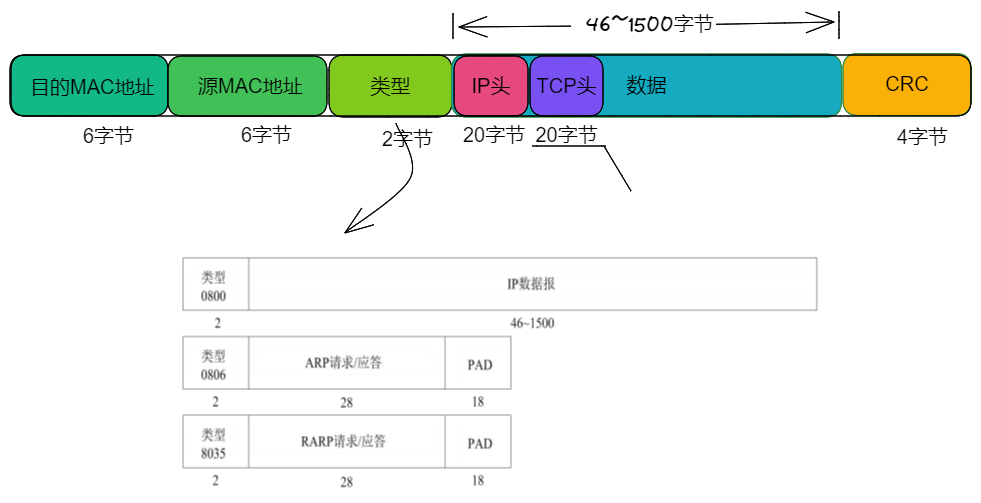 46~1500字节
目的MAC地址 源MAC地址 类型 IP头 TCP头 数据 CRC
6字节 6字节 2字节 20字节 20字节 4字节
类型
0800
IP数据报
2 46~1500
类型
0806
ARP请求/应答 PAD
2 28 18
类型
8035
RARP请求/应答 PAD
2 28 18